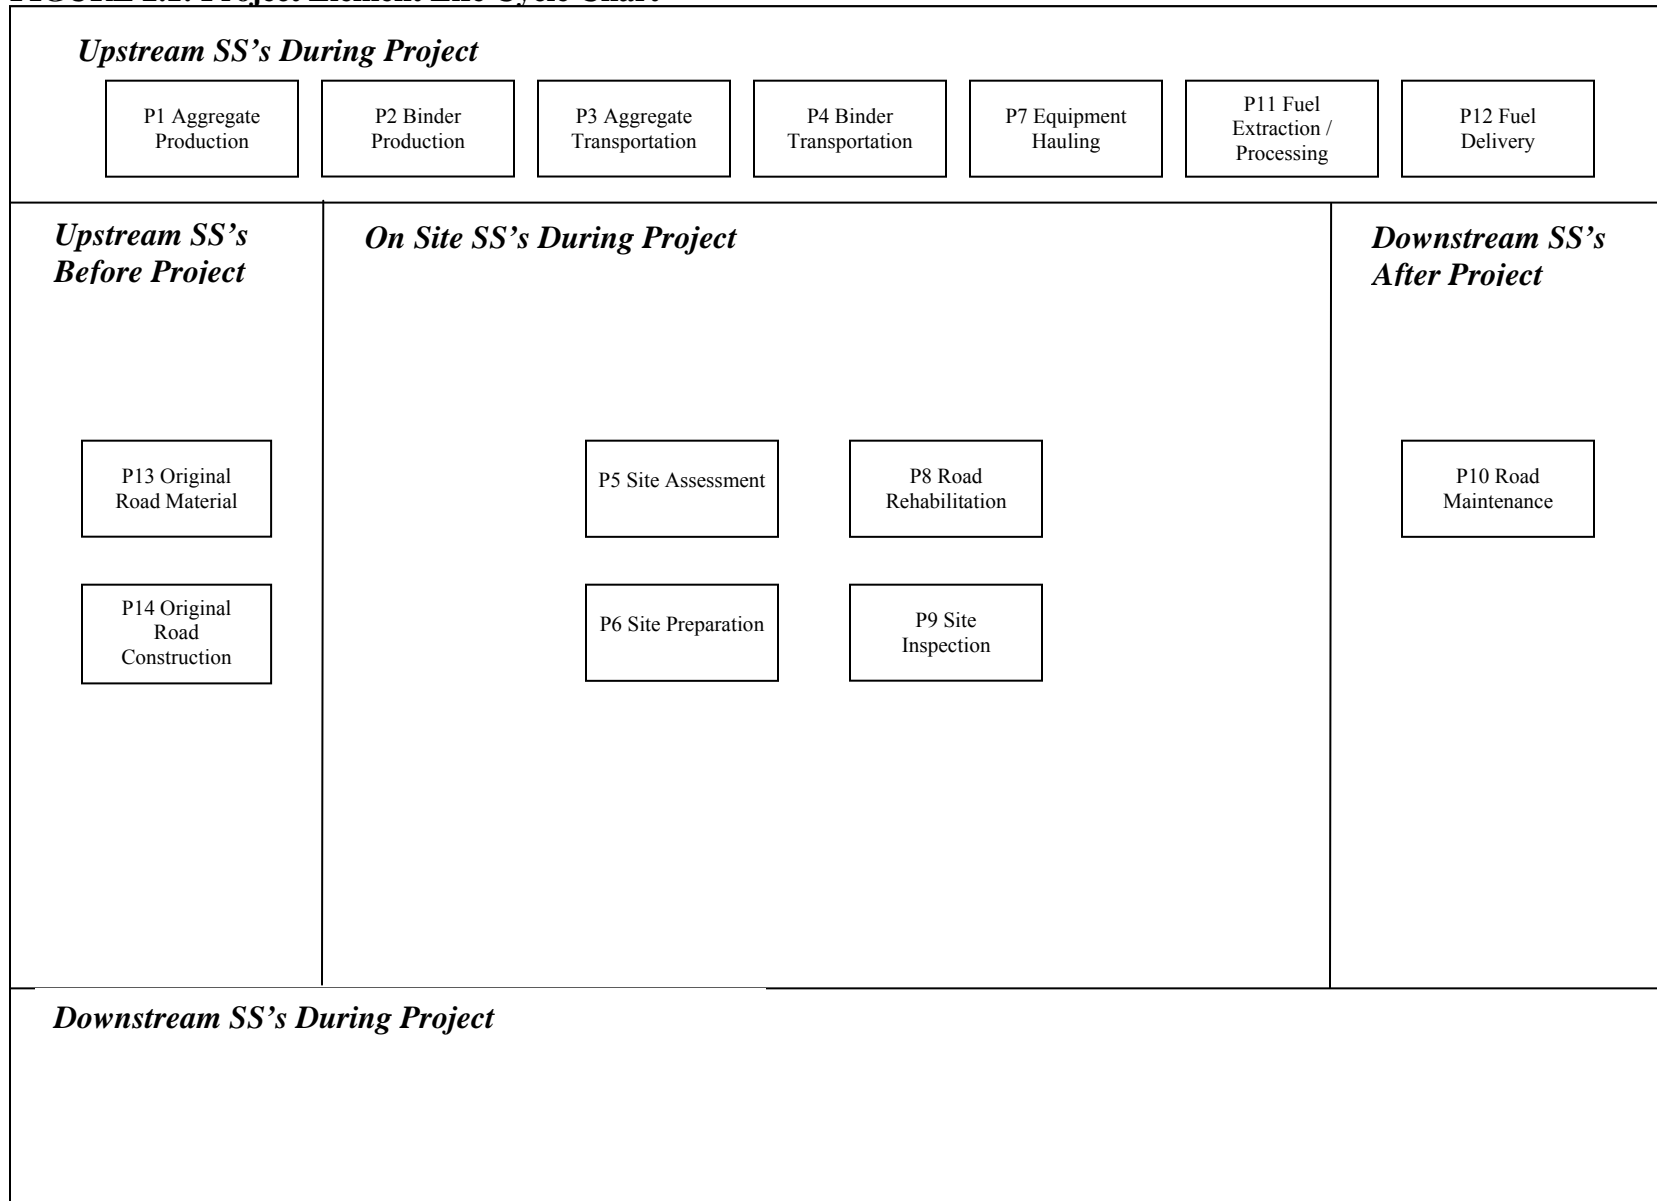 Upstream SS's During Project
P1 Aggregate
Production
P2 Binder
Production
P3 Aggregate
Transportation
P4 Binder
Transportation
P7 Equipment
Hauling
P11 Fuel
Extraction /
Processing
P12 Fuel
Delivery
Upstream SS's
Before Project
On Site SS's During Project
Downstream SS's
After Project
P13 Original
Road Material
P5 Site Assessment
P8 Road
Rehabilitation
P10 Road
Maintenance
P14 Original
Road
Construction
P6 Site Preparation
P9 Site
Inspection
Downstream SS's During Project